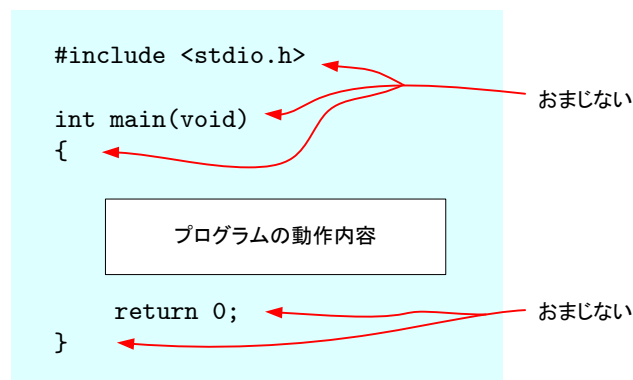 #include <stdio.h>
おまじない
int main(void)
{
プログラムの動作内容
return 0;
おまじない
}